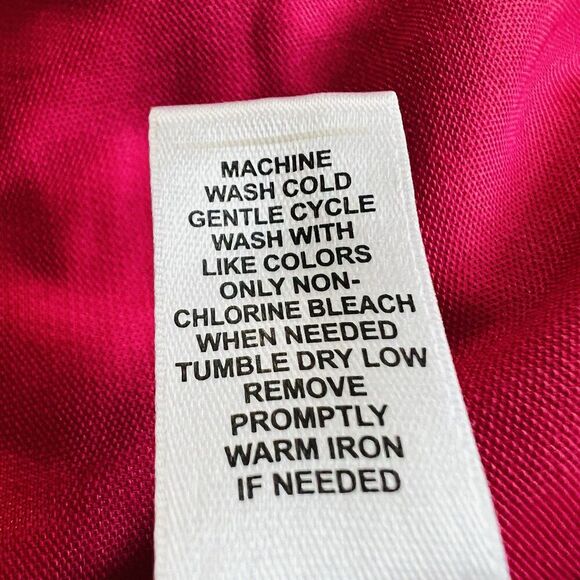 MACHINE
WASH COLD
GENTLE CYCLE
WASH WITH
LIKE COLORS
ONLY NON-
CHLORINE BLEACH
WHEN NEEDED
TUMBLE DRY LOW
REMOVE
PROMPTLY
WARM IRON
IF NEEDED